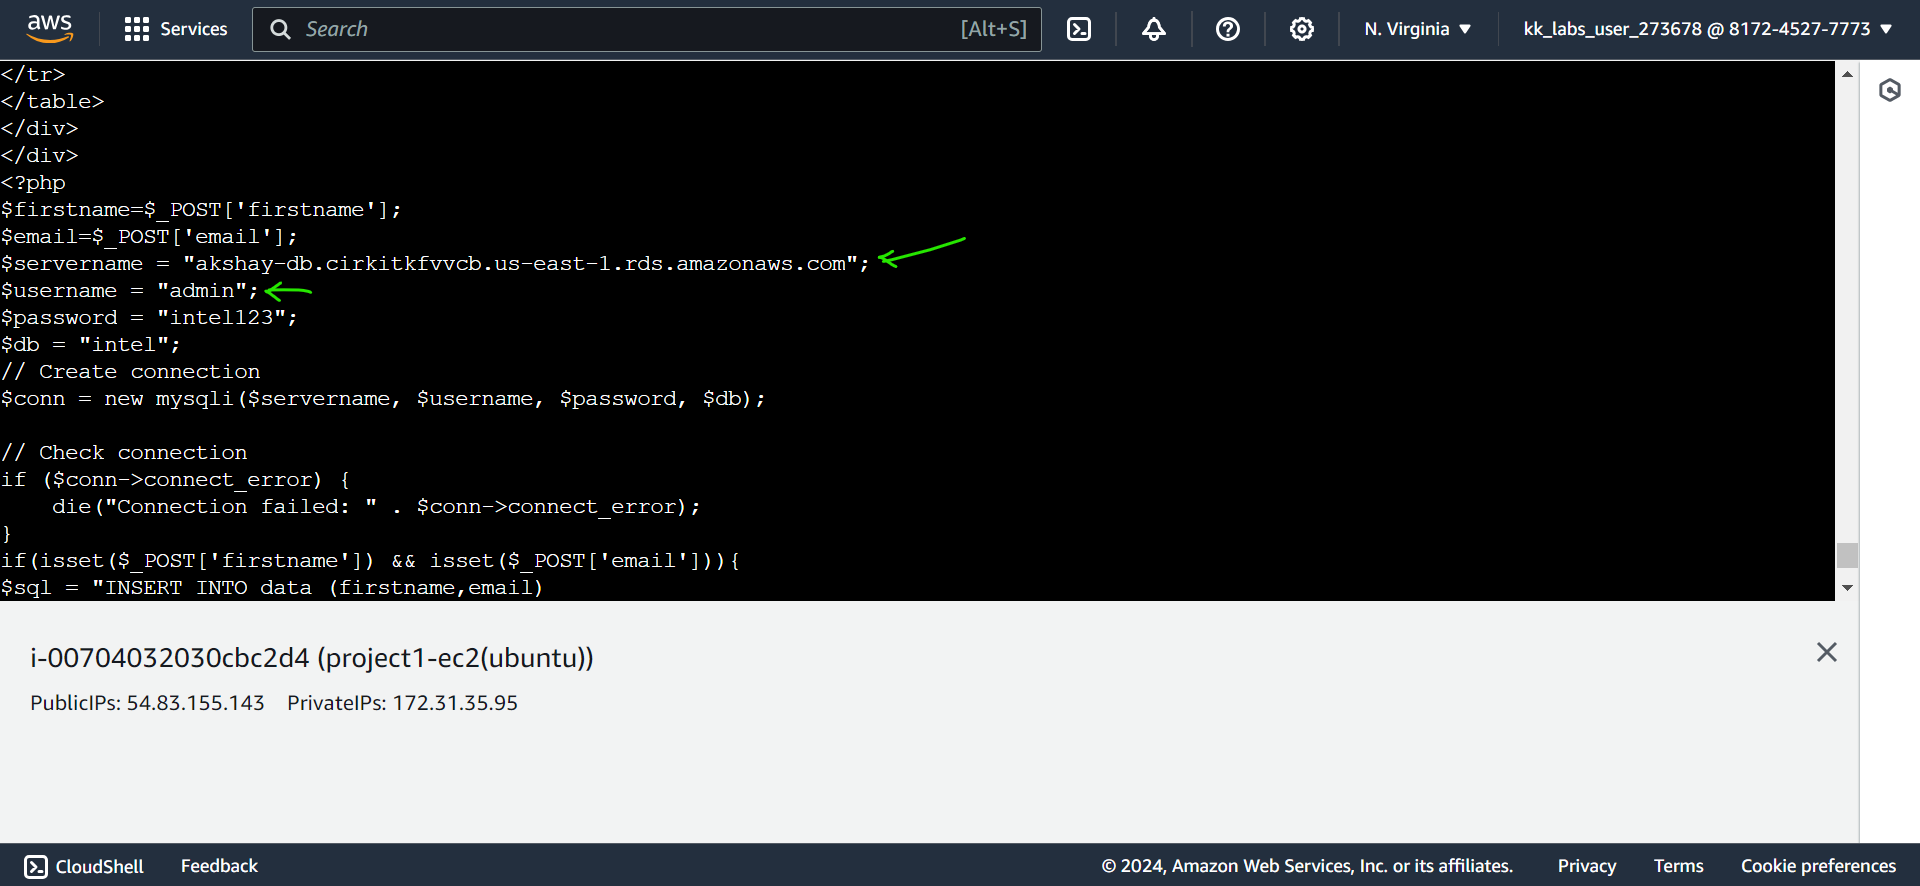 aws
Services
Search
[Alt+S]
N. Virginia
kk_labs_user_273678 @ 8172-4527-7773
</tr>
</table>
</div>
</div>
<?php
$firstname=$_POST['firstname'];
$email=$_POST['email'];
$servername = "akshay-db.cirkitkfvvcb.us-east-1.rds.amazonaws.com";
$username = "admin";
$password = "intel123";
$db = "intel";
// Create connection
$conn = new mysqli($servername, $username, $password, $db);
// Check connection
if ($conn->connect_error) {
    die("Connection failed: " . $conn->connect_error);
}
if(isset($_POST['firstname']) && isset($_POST['email'])){
$sql = "INSERT INTO data (firstname,email)
i-00704032030cbc2d4 (project1-ec2(ubuntu))
PublicIPs: 54.83.155.143 PrivateIPs: 172.31.35.95
CloudShell
Feedback
© 2024, Amazon Web Services, Inc. or its affiliates.
Privacy
Terms
Cookie preferences